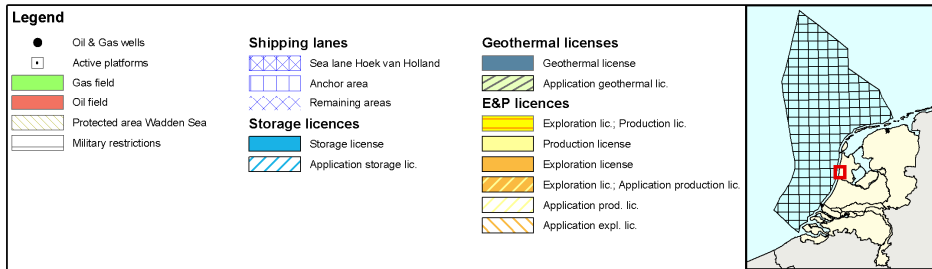 Legend
Oil & Gas wells
Active platforms
Gas field
Oil field
Protected area Wadden Sea
Military restrictions
Shipping lanes
Sea lane Hoek van Holland
Anchor area
Remaining areas
Storage licences
Storage license
Application storage lic.
Geothermal licenses
Geothermal license
Application geothermal lic.
E&P licences
Exploration lic.; Production lic.
Production license
Exploration license
Exploration lic.; Application production lic.
Application prod. lic.
Application expl. lic.